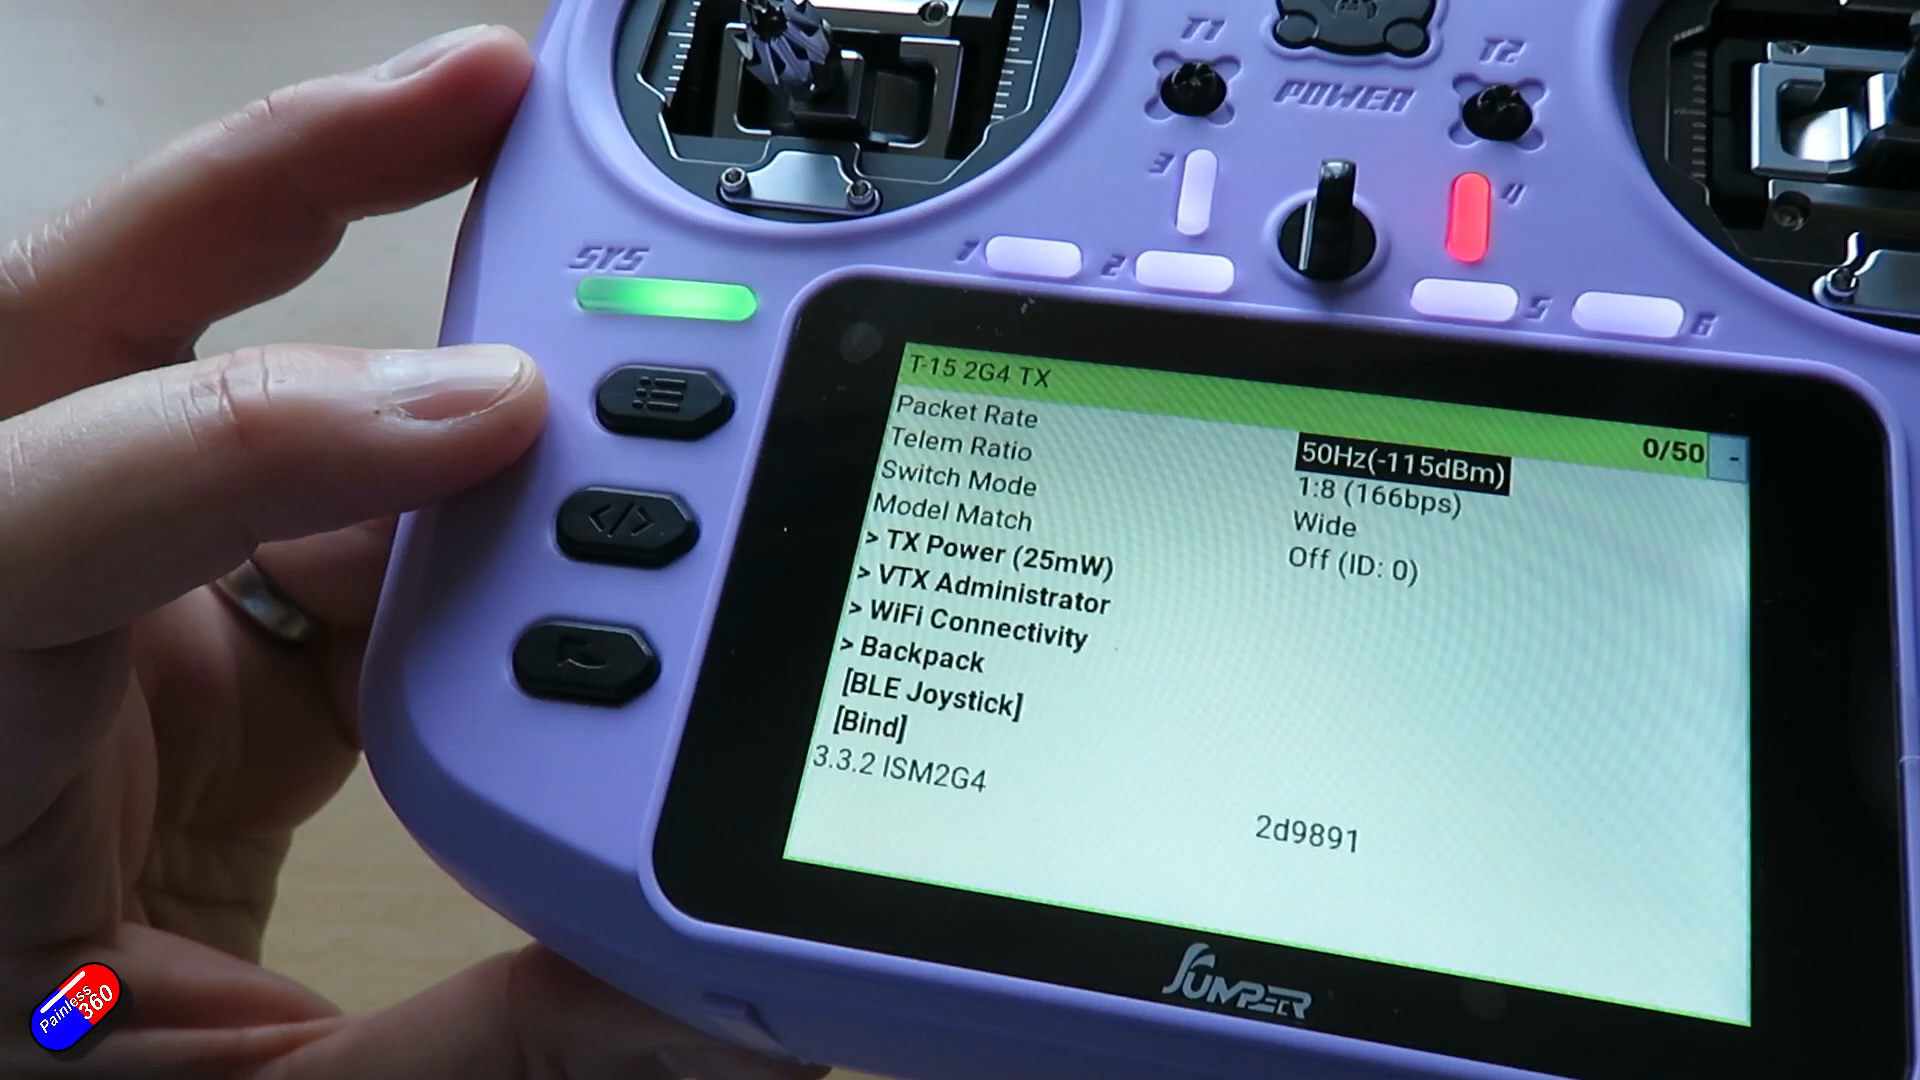 T1
T2
POWER
3
4
SYS
1
2
5
6
T-15 2G4 TX
0/50
-
Packet Rate
50Hz(-115dBm)
Telem Ratio
1:8 (166bps)
Switch Mode
Wide
Model Match
Off (ID: 0)
> TX Power (25mW)
> VTX Administrator
> WiFi Connectivity
> Backpack
[BLE Joystick]
[Bind]
3.3.2 ISM2G4
2d9891
</>
JUMPER
Painless
360